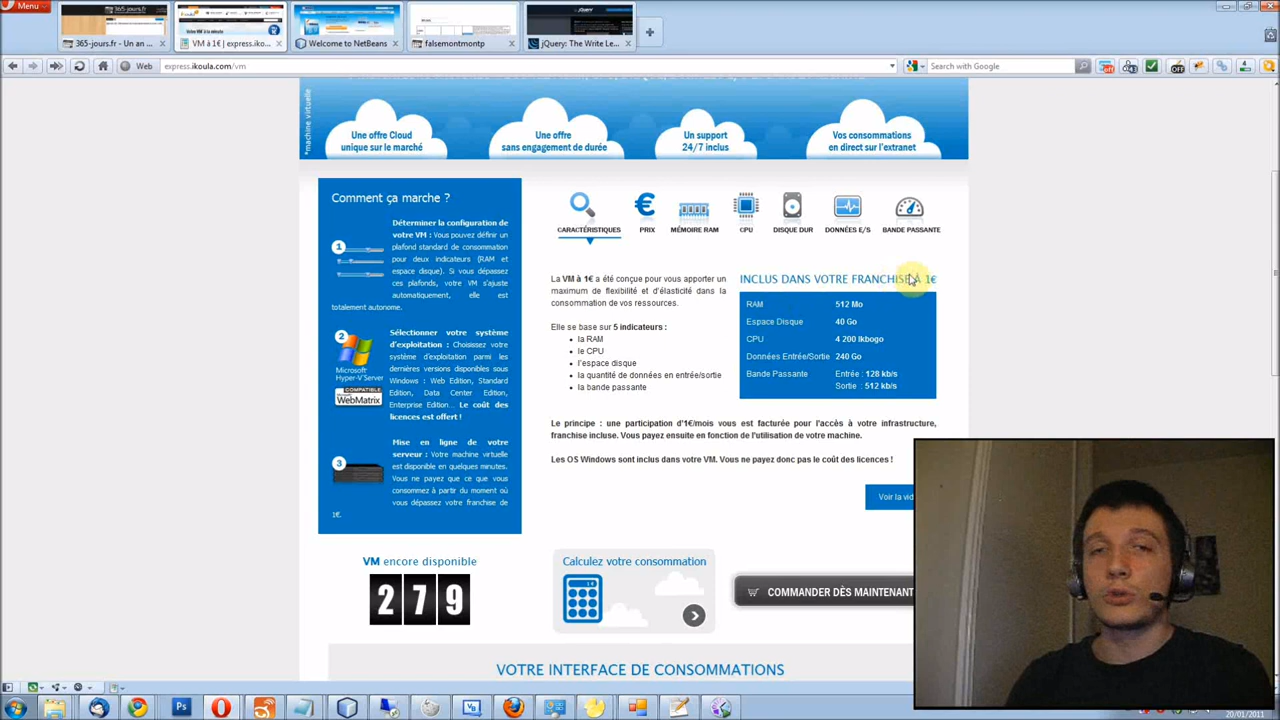 Menu
365-jours.fr - Un an ...
VM à 1€ | express.iko...
Welcome to NetBeans
falsemontmontp
jQuery: The Write Le...
Web
express.ikoula.com/vm
Search with Google
*machine virtuelle
Une offre Cloud
unique sur le marché
Une offre
sans engagement de durée
Un support
24/7 inclus
Vos consommations
en direct sur l'extranet
Comment ça marche ?
1
Déterminer la configuration de
votre VM : Vous pouvez définir un
plafond standard de consommation
pour deux indicateurs (RAM et
espace disque). Si vous dépassez
ces plafonds, votre VM s'ajuste
automatiquement, elle est
totalement autonome.
2
Microsoft
Hyper-V Server
COMPATIBLE
WebMatrix
Sélectionner votre système
d'exploitation : Choisissez votre
système d'exploitation parmi les
dernières versions disponibles sous
Windows : Web Edition, Standard
Edition, Data Center Edition,
Enterprise Edition... Le coût des
licences est offert !
3
Mise en ligne de votre
serveur : Votre machine virtuelle
est disponible en quelques minutes.
Vous ne payez que ce que vous
consommez à partir du moment où
vous dépassez votre franchise de
1€.
CARACTÉRISTIQUES
PRIX
MÉMOIRE RAM
CPU
DISQUE DUR
DONNÉES E/S
BANDE PASSANTE
La VM à 1€ a été conçue pour vous apporter un
maximum de flexibilité et d'élasticité dans la
consommation de vos ressources.
Elle se base sur 5 indicateurs :
• la RAM
• le CPU
• l'espace disque
• la quantité de données en entrée/sortie
• la bande passante
INCLUS DANS VOTRE FRANCHISE À 1€
RAM 512 Mo
Espace Disque 40 Go
CPU 4 200 Ikbogo
Données Entrée/Sortie 240 Go
Bande Passante Entrée : 128 kb/s
Sortie : 512 kb/s
Le principe : une participation d'1€/mois vous est facturée pour l'accès à votre infrastructure,
franchise incluse. Vous payez ensuite en fonction de l'utilisation de votre machine.
Les OS Windows sont inclus dans votre VM. Vous ne payez donc pas le coût des licences !
Voir la vid
VM encore disponible
279
Calculez votre consommation
COMMANDER DÈS MAINTENANT
VOTRE INTERFACE DE CONSOMMATIONS
20/01/2011